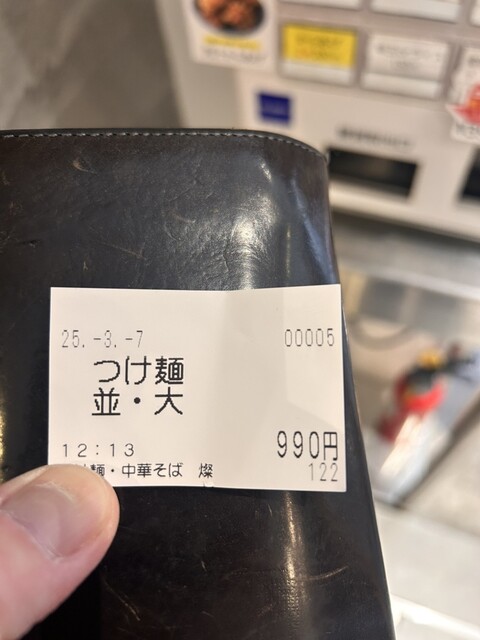 25.-3.-7 00005
つけ麺
並・大
12:13 990円
麺・中華そば 燦 122